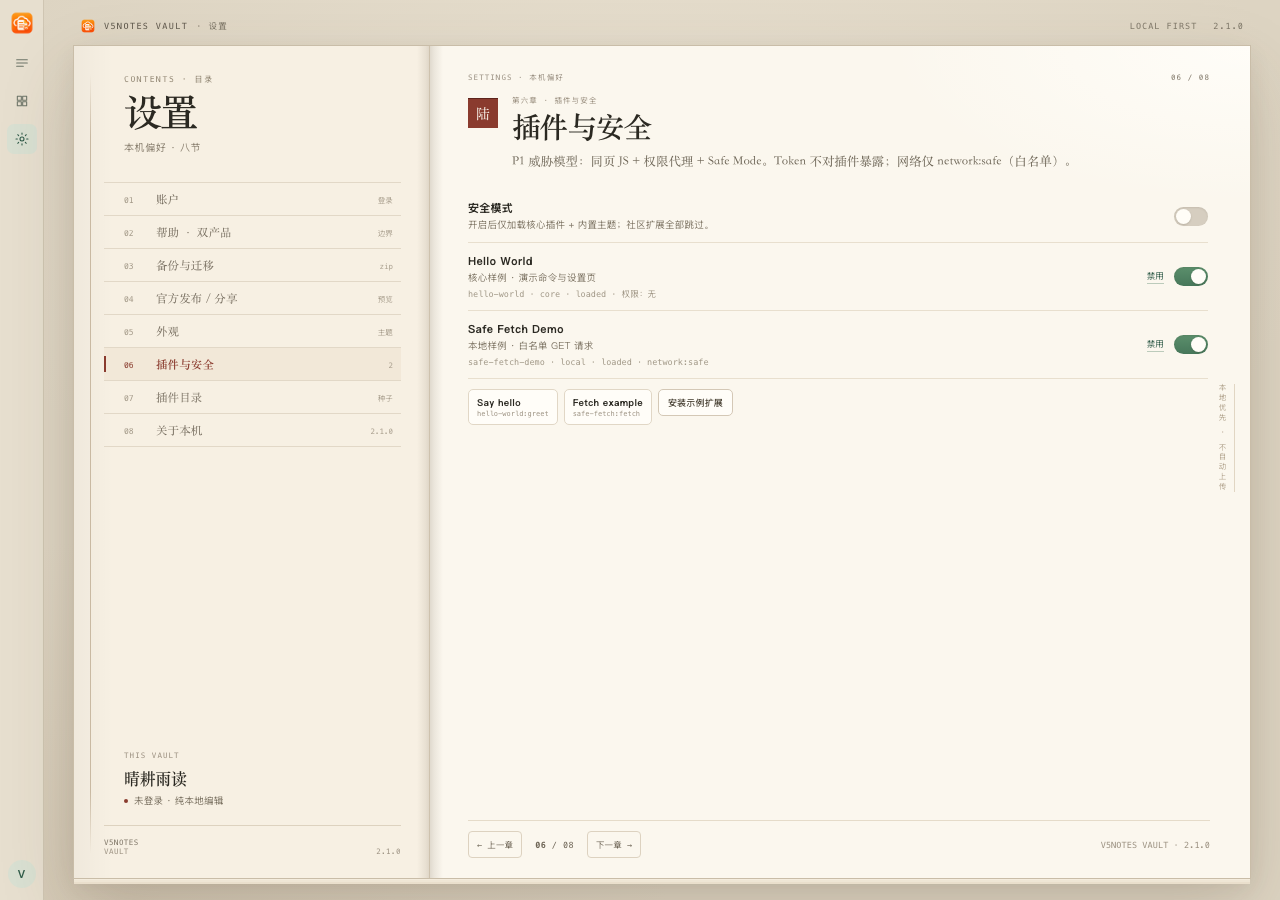 V5NOTES VAULT · 设置
LOCAL FIRST 2.1.0
CONTENTS · 目录
设置
本机偏好 · 八节
01 账户 登录
02 帮助 · 双产品 边界
03 备份与迁移 zip
04 官方发布 / 分享 预览
05 外观 主题
06 插件与安全 2
07 插件目录 种子
08 关于本机 2.1.0
THIS VAULT
晴耕雨读
未登录 · 纯本地编辑
V5NOTES
VAULT
2.1.0
V
SETTINGS · 本机偏好
06 / 08
陆
第六章 · 插件与安全
插件与安全
P1 威胁模型：同页 JS + 权限代理 + Safe Mode。Token 不对插件暴露；网络仅 network:safe（白名单）。
安全模式
开启后仅加载核心插件 + 内置主题；社区扩展全部跳过。
Hello World
核心样例 · 演示命令与设置页
hello-world · core · loaded · 权限：无
禁用
Safe Fetch Demo
本地样例 · 白名单 GET 请求
safe-fetch-demo · local · loaded · network:safe
禁用
Say hello
hello-world:greet
Fetch example
safe-fetch:fetch
安装示例扩展
本地优先 · 不自动上传
← 上一章
06 / 08
下一章 →
V5NOTES VAULT · 2.1.0